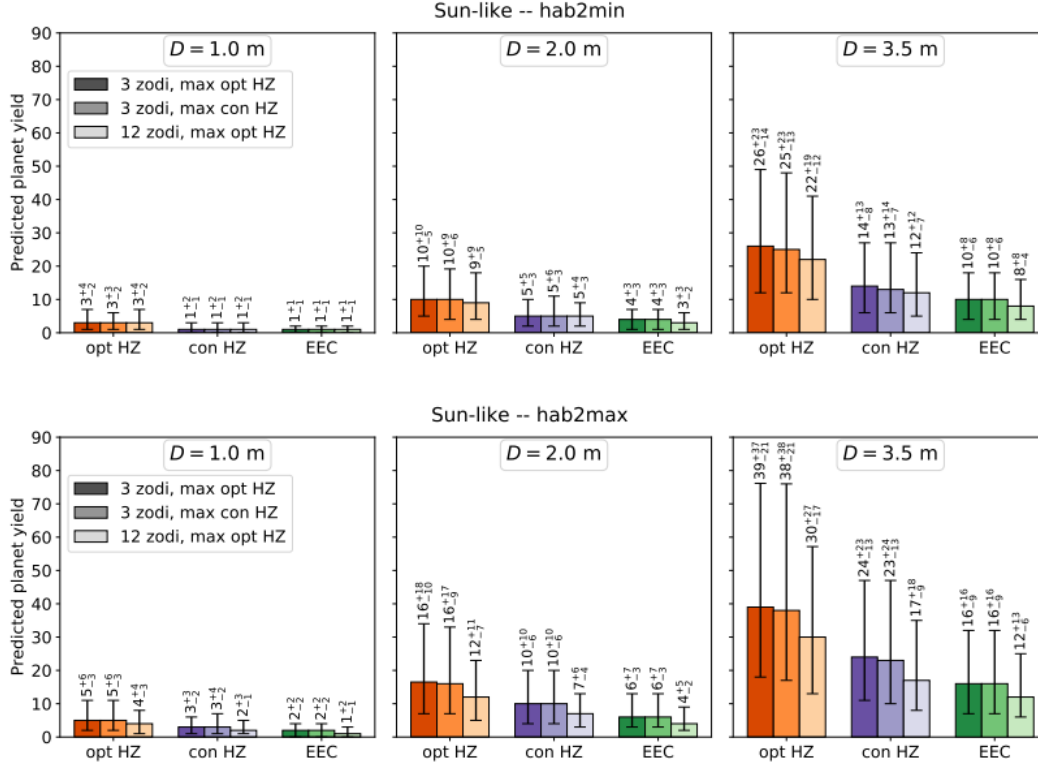 Sun-like -- hab2min
D = 1.0 m
D = 2.0 m
D = 3.5 m
3 zodi, max opt HZ
3 zodi, max con HZ
12 zodi, max opt HZ
Predicted planet yield
90
80
70
60
50
40
30
20
10
0
3+4−2
3+3−2
3+4−2
1+2−1
1+2−1
1+2−1
1+1−1
1+1−1
1+1−1
10+10−5
10+9−6
9+9−5
5+5−3
5+6−3
5+4−3
4+3−3
4+3−3
3+3−2
26+23−14
25+23−13
22+19−12
14+13−8
13+14−7
12+12−7
10+8−6
10+8−6
8+8−4
opt HZ
con HZ
EEC
opt HZ
con HZ
EEC
opt HZ
con HZ
EEC
Sun-like -- hab2max
D = 1.0 m
D = 2.0 m
D = 3.5 m
3 zodi, max opt HZ
3 zodi, max con HZ
12 zodi, max opt HZ
Predicted planet yield
90
80
70
60
50
40
30
20
10
0
5+6−3
5+6−3
4+4−3
3+3−2
3+4−2
2+3−1
2+2−2
2+2−2
1+2−1
16+18−10
16+17−9
12+11−7
10+10−6
10+10−6
7+6−4
6+7−3
6+7−3
4+5−2
39+37−21
38+38−21
30+27−17
24+23−13
23+24−13
17+18−9
16+16−9
16+16−9
12+13−6
opt HZ
con HZ
EEC
opt HZ
con HZ
EEC
opt HZ
con HZ
EEC